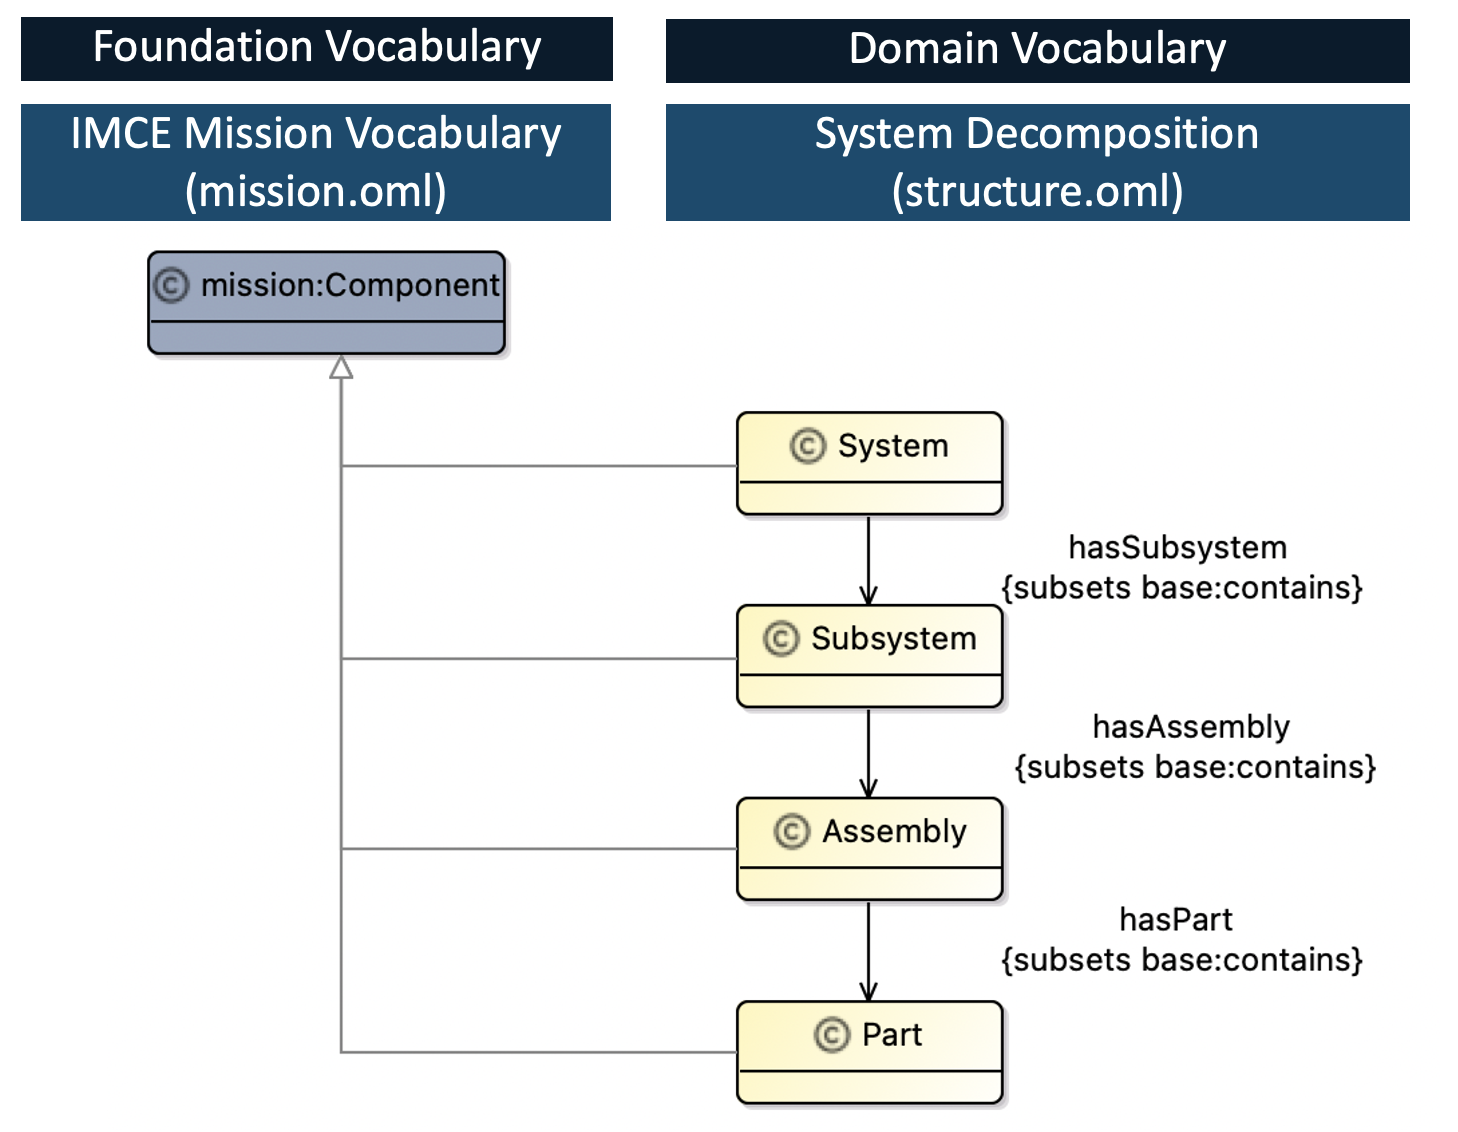 Foundation Vocabulary
Domain Vocabulary
IMCE Mission Vocabulary
(mission.oml)
System Decomposition
(structure.oml)
© mission:Component
© System
hasSubsystem
{subsets base:contains}
© Subsystem
hasAssembly
{subsets base:contains}
© Assembly
hasPart
{subsets base:contains}
© Part